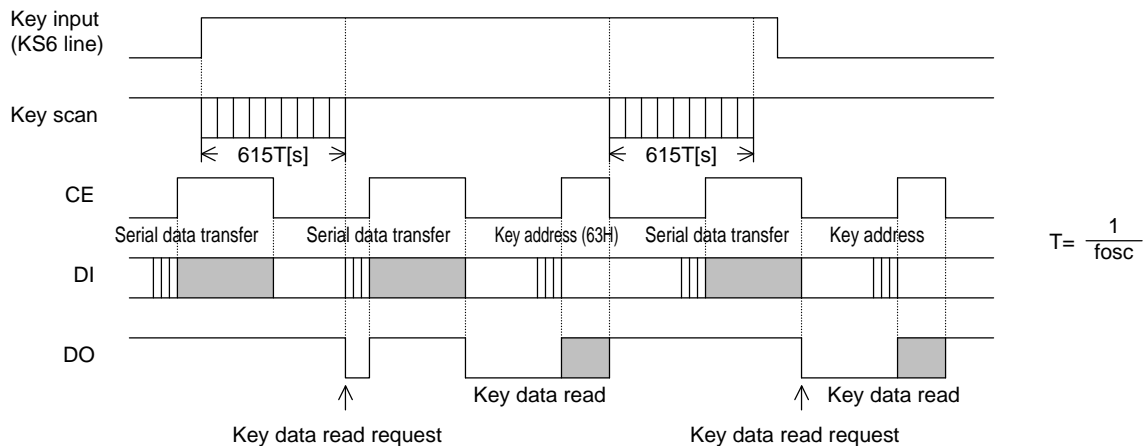 Key input
(KS6 line)
Key scan
615T[s] 615T[s]
CE
Serial data transfer Serial data transfer Key address (63H) Serial data transfer Key address
T= 1
fosc
DI
DO
Key data read Key data read
Key data read request Key data read request